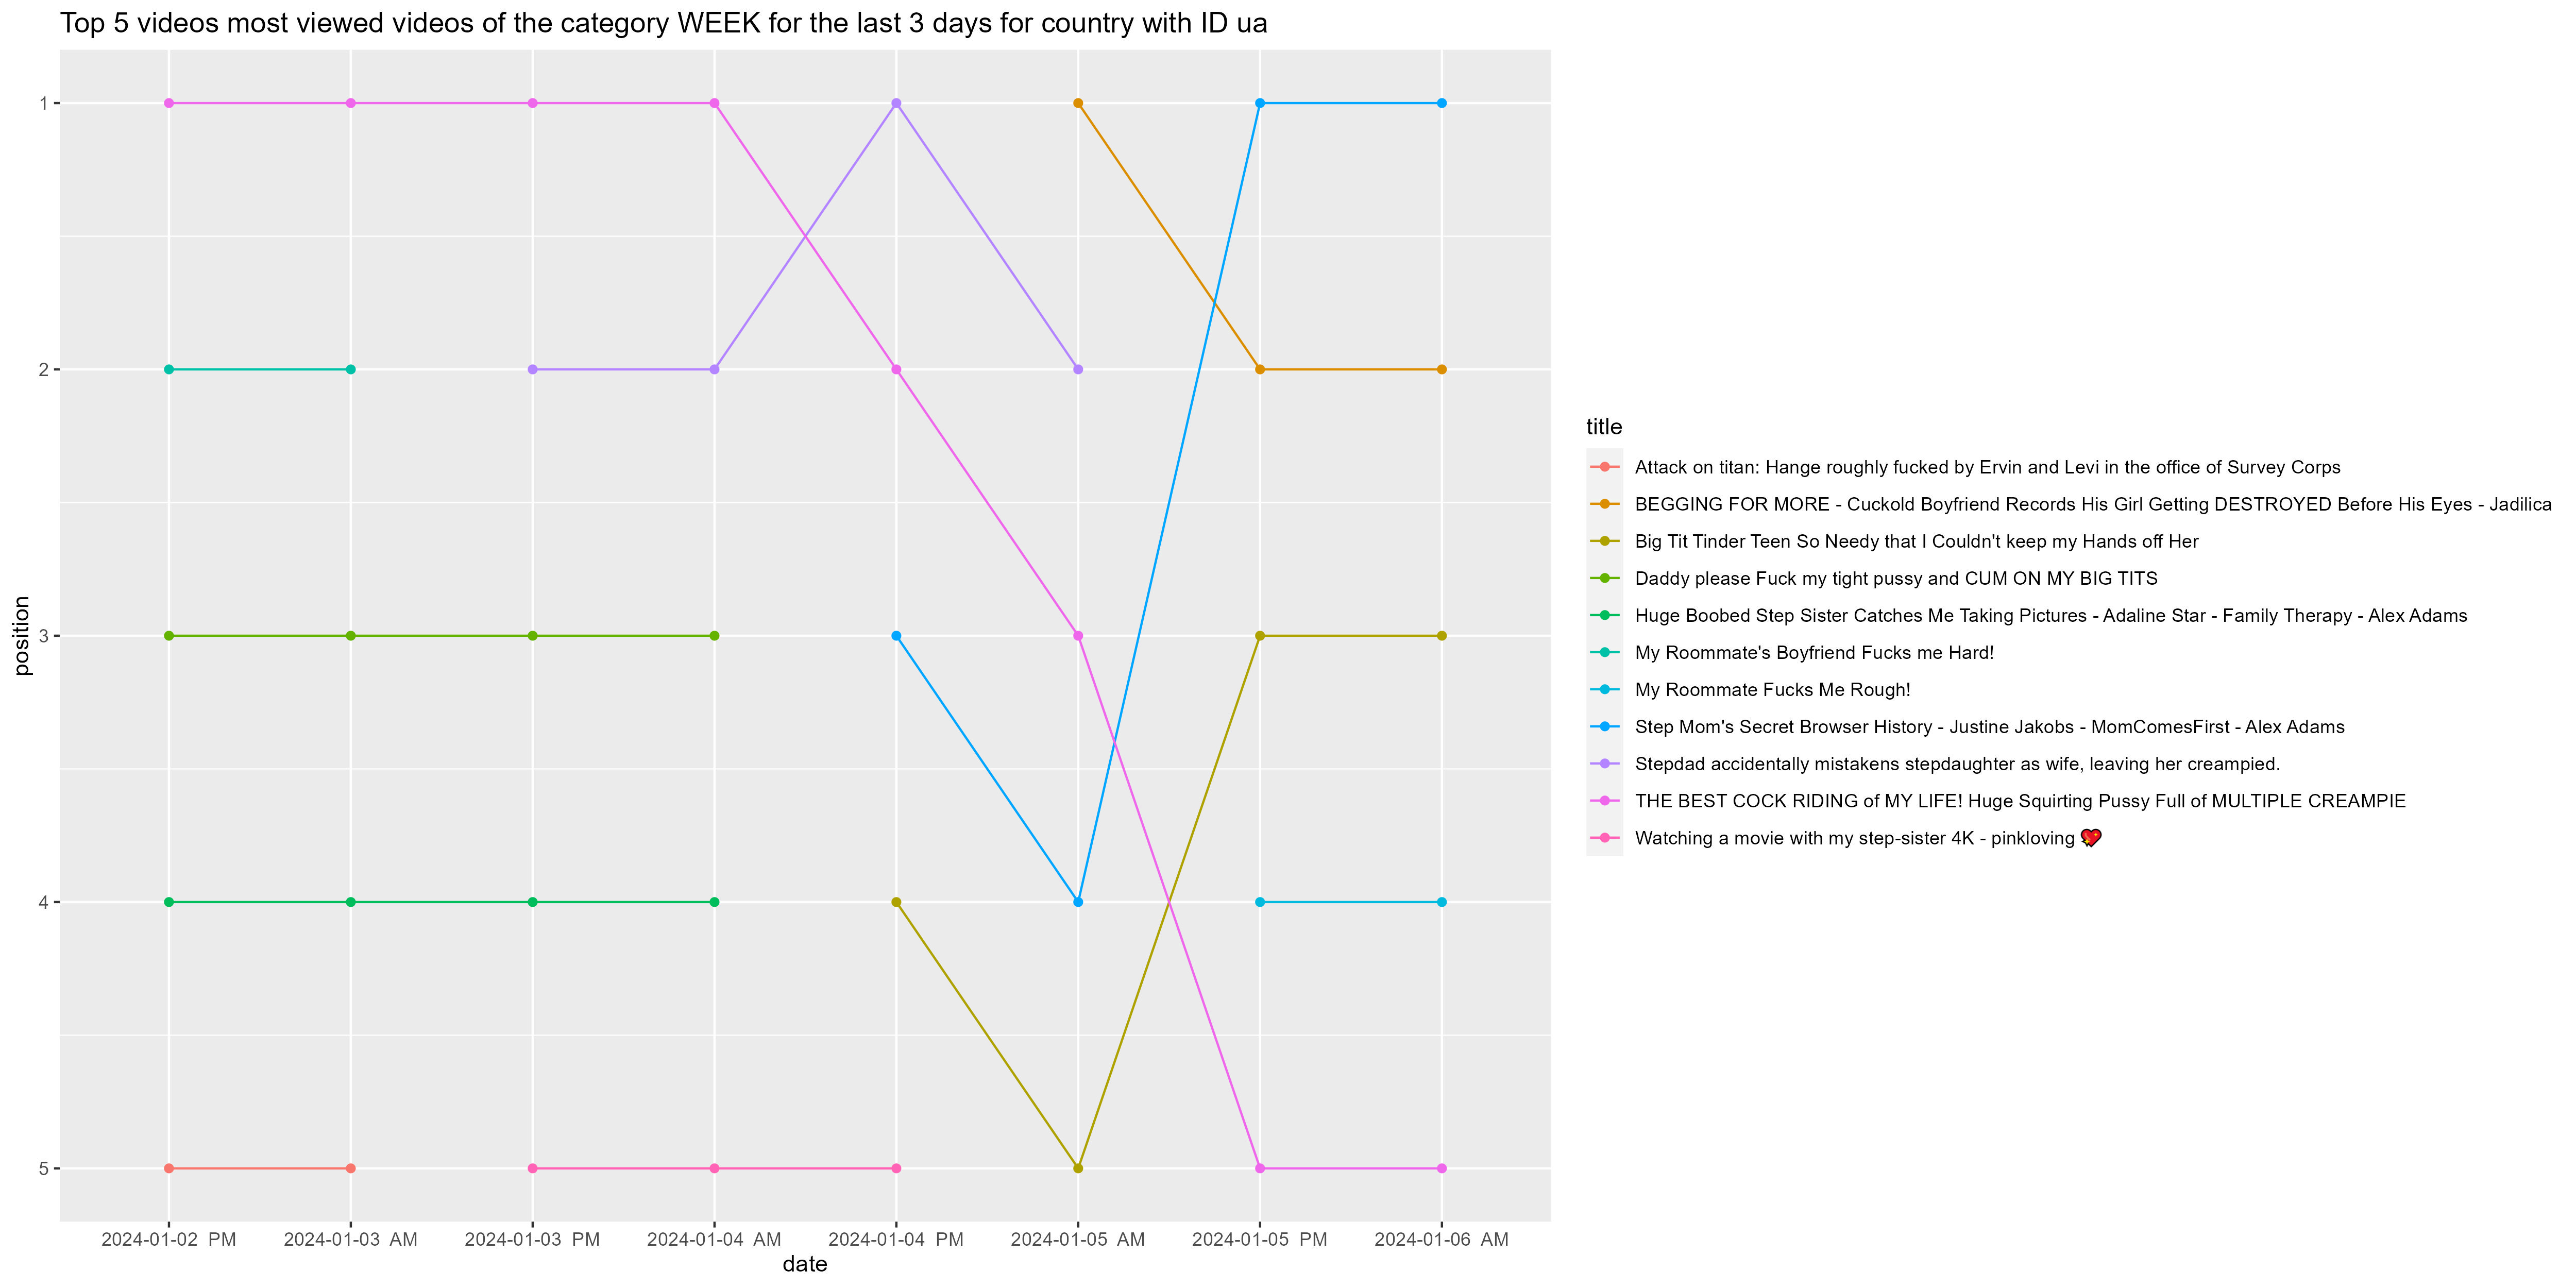 Top 5 videos most viewed videos of the category WEEK for the last 3 days for country with ID ua
position
1
2
3
4
5
2024-01-02 PM
2024-01-03 AM
2024-01-03 PM
2024-01-04 AM
2024-01-04 PM
2024-01-05 AM
2024-01-05 PM
2024-01-06 AM
date
title
Attack on titan: Hange roughly fucked by Ervin and Levi in the office of Survey Corps
BEGGING FOR MORE - Cuckold Boyfriend Records His Girl Getting DESTROYED Before His Eyes - Jadilica
Big Tit Tinder Teen So Needy that I Couldn't keep my Hands off Her
Daddy please Fuck my tight pussy and CUM ON MY BIG TITS
Huge Boobed Step Sister Catches Me Taking Pictures - Adaline Star - Family Therapy - Alex Adams
My Roommate's Boyfriend Fucks me Hard!
My Roommate Fucks Me Rough!
Step Mom's Secret Browser History - Justine Jakobs - MomComesFirst - Alex Adams
Stepdad accidentally mistakens stepdaughter as wife, leaving her creampied.
THE BEST COCK RIDING of MY LIFE! Huge Squirting Pussy Full of MULTIPLE CREAMPIE
Watching a movie with my step-sister 4K - pinkloving 💖